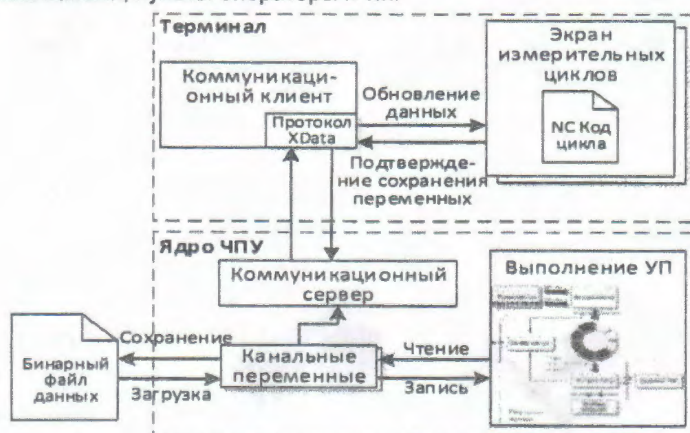 Терминал
Коммуникаци-
онный клиент
Протокол
XData
Обновление
данных
Подтвержде-
ние сохранения
переменных
Экран
измерительных
циклов
NC Код
цикла
Ядро ЧПУ
Коммуникационный
сервер
Выполнение УП
Бинарный
файл
данных
Сохранение
Загрузка
Канальные
переменные
Чтение
Запись